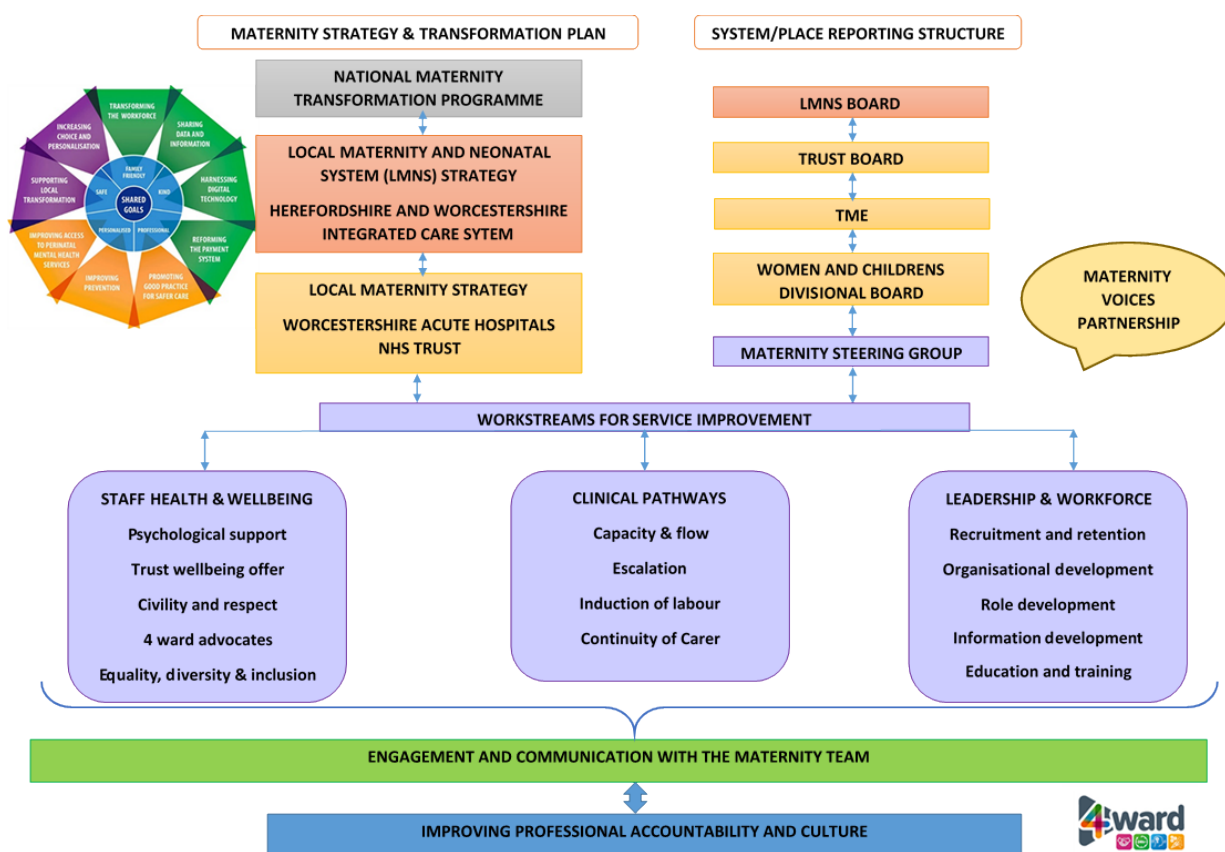 MATERNITY STRATEGY & TRANSFORMATION PLAN
SYSTEM/PLACE REPORTING STRUCTURE
NATIONAL MATERNITY
TRANSFORMATION PROGRAMME
LOCAL MATERNITY AND NEONATAL
SYSTEM (LMNS) STRATEGY
HEREFORDSHIRE AND WORCESTERSHIRE
INTEGRATED CARE SYTEM
LOCAL MATERNITY STRATEGY
WORCESTERSHIRE ACUTE HOSPITALS
NHS TRUST
TRANSFORMING
THE WORKFORCE
SHARING
DATA AND
INFORMATION
HARNESSING
DIGITAL
TECHNOLOGY
REFORMING
THE PAYMENT
SYSTEM
PROMOTING
GOOD PRACTICE
FOR SAFER CARE
IMPROVING
PREVENTION
IMPROVING ACCESS
TO PERINATAL
MENTAL HEALTH
SERVICES
SUPPORTING
LOCAL
TRANSFORMATION
INCREASING
CHOICE AND
PERSONALISATION
FAMILY
FRIENDLY
KIND
PROFESSIONAL
PERSONALISED
SAFE
SHARED
GOALS
LMNS BOARD
TRUST BOARD
TME
WOMEN AND CHILDRENS
DIVISIONAL BOARD
MATERNITY STEERING GROUP
MATERNITY
VOICES
PARTNERSHIP
WORKSTREAMS FOR SERVICE IMPROVEMENT
STAFF HEALTH & WELLBEING
Psychological support
Trust wellbeing offer
Civility and respect
4 ward advocates
Equality, diversity & inclusion
CLINICAL PATHWAYS
Capacity & flow
Escalation
Induction of labour
Continuity of Carer
LEADERSHIP & WORKFORCE
Recruitment and retention
Organisational development
Role development
Information development
Education and training
ENGAGEMENT AND COMMUNICATION WITH THE MATERNITY TEAM
IMPROVING PROFESSIONAL ACCOUNTABILITY AND CULTURE
4ward